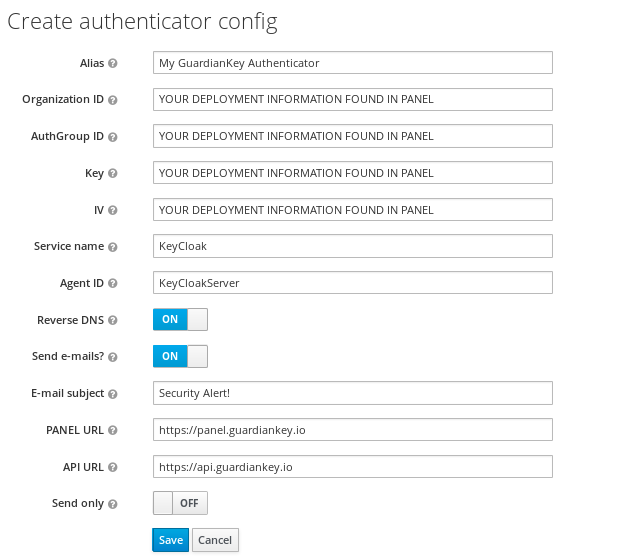 Create authenticator config
Alias ? My GuardianKey Authenticator
Organization ID ? YOUR DEPLOYMENT INFORMATION FOUND IN PANEL
AuthGroup ID ? YOUR DEPLOYMENT INFORMATION FOUND IN PANEL
Key ? YOUR DEPLOYMENT INFORMATION FOUND IN PANEL
IV ? YOUR DEPLOYMENT INFORMATION FOUND IN PANEL
Service name ? KeyCloak
Agent ID ? KeyCloakServer
Reverse DNS ? ON
Send e-mails? ? ON
E-mail subject ? Security Alert!
PANEL URL ? https://panel.guardiankey.io
API URL ? https://api.guardiankey.io
Send only ? OFF
Save Cancel